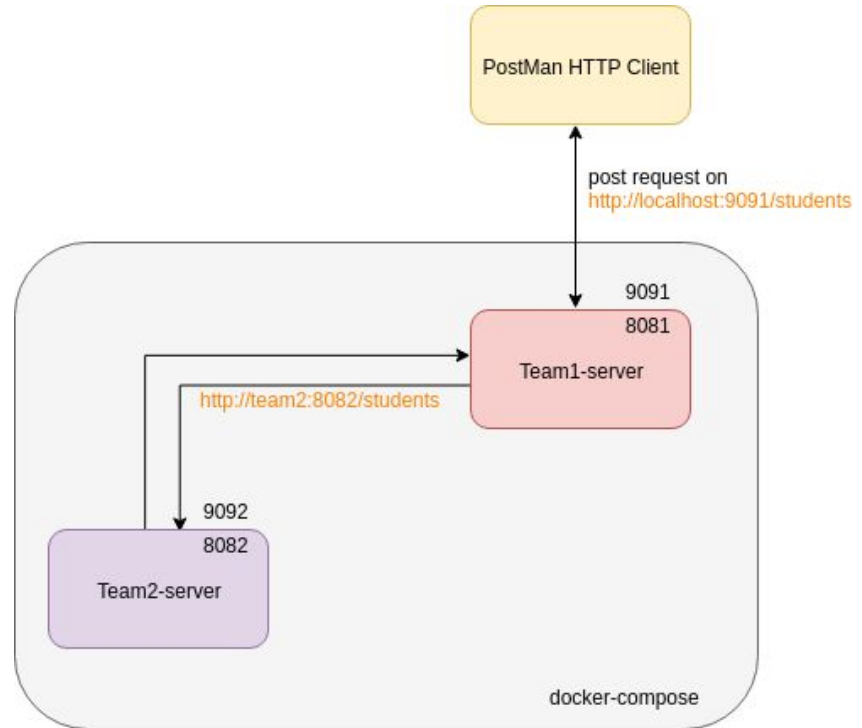 PostMan HTTP Client
post request on
http://localhost:9091/students
9091
8081
Team1-server
http://team2:8082/students
9092
8082
Team2-server
docker-compose